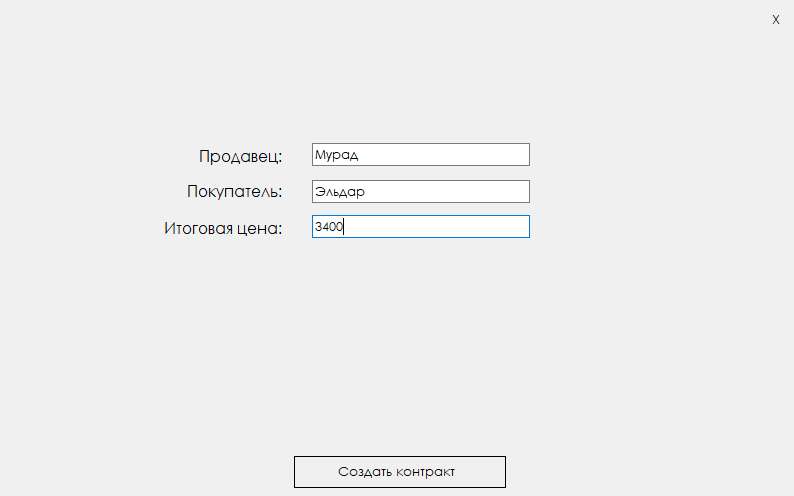 X
Продавец: Мурад
Покупатель: Эльдар
Итоговая цена: 3400
Создать контракт